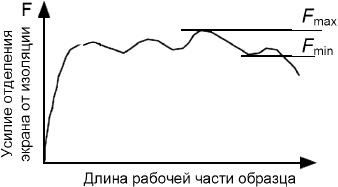 F
Усилие отделения
экрана от изоляции
Fmax
Fmin
Длина рабочей части образца